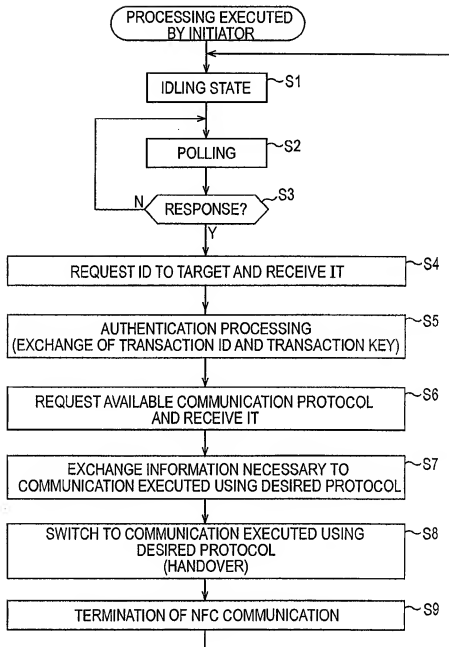 PROCESSING EXECUTED
BY INITIATOR
IDLING STATE
S1
POLLING
S2
RESPONSE?
S3
N
Y
REQUEST ID TO TARGET AND RECEIVE IT
S4
AUTHENTICATION PROCESSING
(EXCHANGE OF TRANSACTION ID AND TRANSACTION KEY)
S5
REQUEST AVAILABLE COMMUNICATION PROTOCOL
AND RECEIVE IT
S6
EXCHANGE INFORMATION NECESSARY TO
COMMUNICATION EXECUTED USING DESIRED PROTOCOL
S7
SWITCH TO COMMUNICATION EXECUTED USING
DESIRED PROTOCOL
(HANDOVER)
S8
TERMINATION OF NFC COMMUNICATION
S9